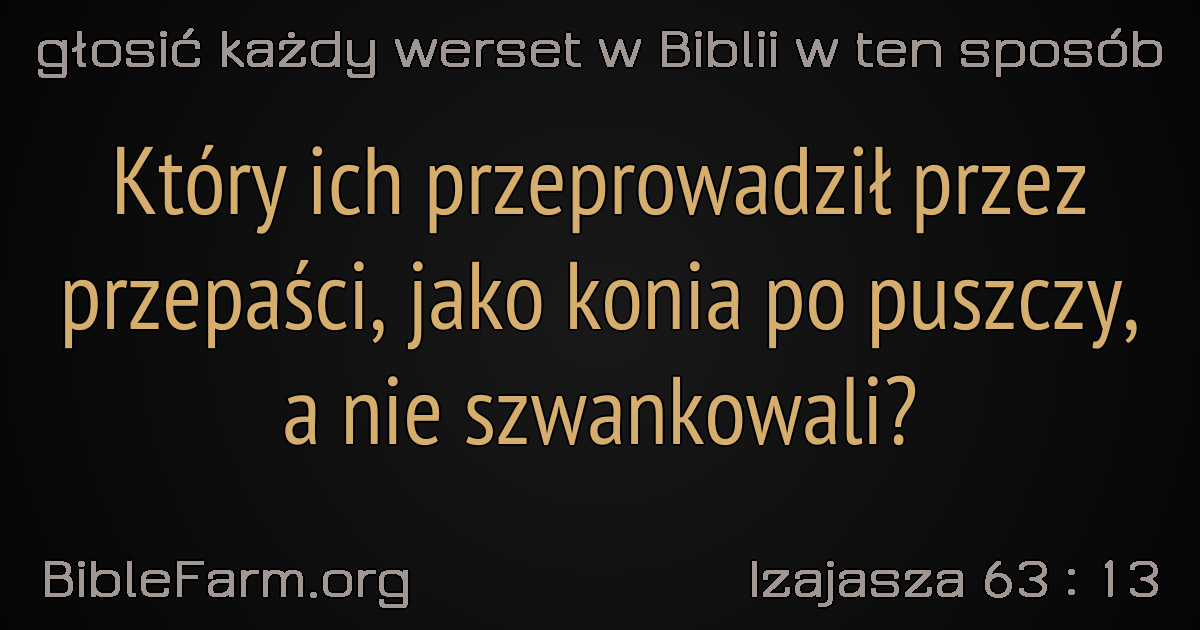 głosić każdy werset w Biblii w ten sposób
Który ich przeprowadził przez
przepaści, jako konia po puszczy,
a nie szwankowali?
BibleFarm.org
Izajasza 63 : 13